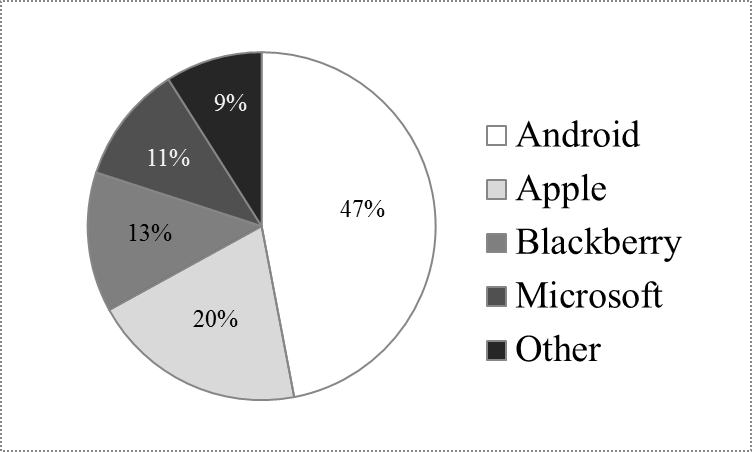 9%
11%
47%
13%
20%
Android
Apple
Blackberry
Microsoft
Other